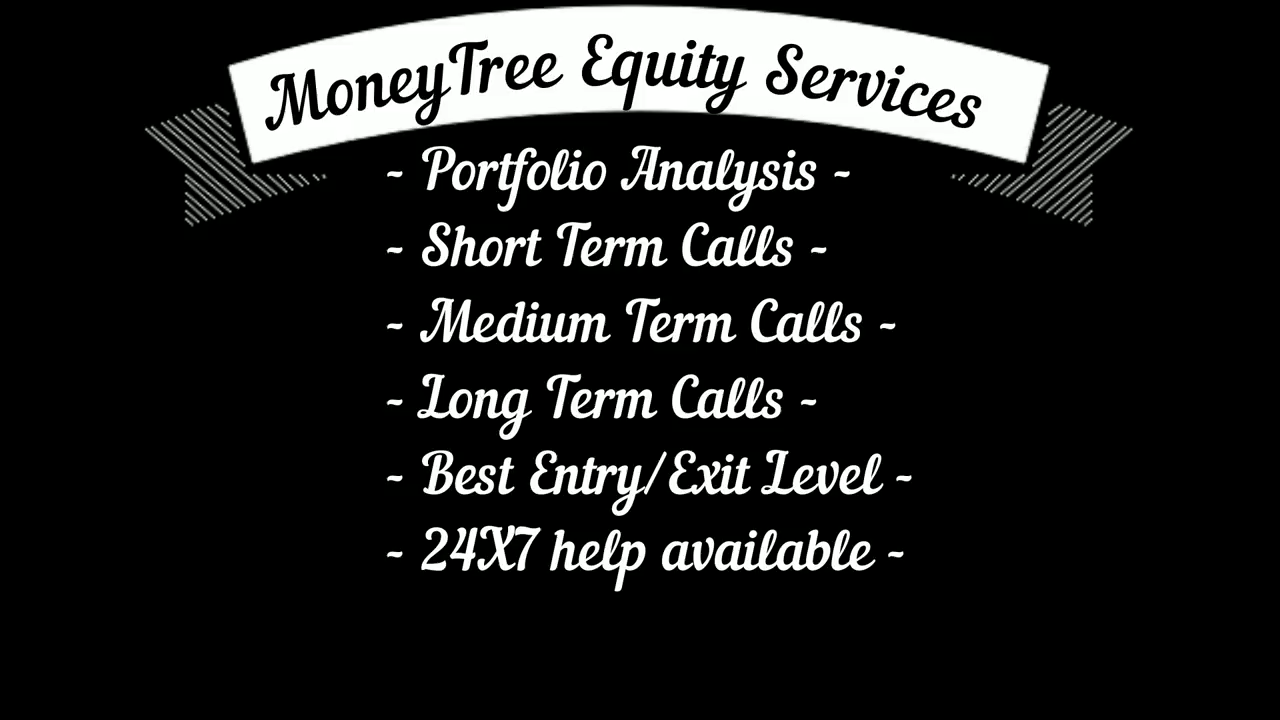 MoneyTree Equity Services
- Portfolio Analysis -
- Short Term Calls -
- Medium Term Calls -
- Long Term Calls -
- Best Entry/Exit Level -
- 24X7 help available -